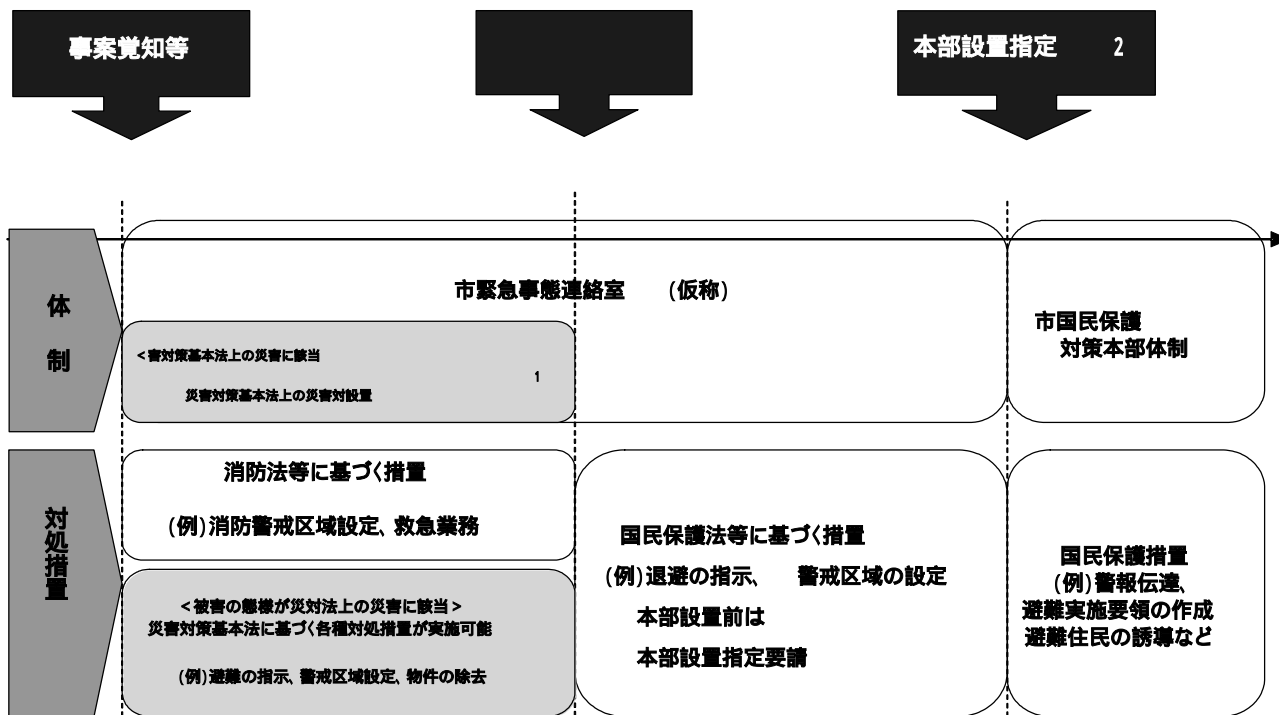 事案覚知等
本部設置指定 2
体制
市緊急事態連絡室 (仮称)
<害対策基本法上の災害に該当
1
災害対策基本法上の災害対設置
市国民保護
対策本部体制
対処措置
消防法等に基づく措置
(例)消防警戒区域設定、救急業務
<被害の態様が災対法上の災害に該当>
災害対策基本法に基づく各種対処措置が実施可能
(例)避難の指示、警戒区域設定、物件の除去
国民保護法等に基づく措置
(例)退避の指示、 警戒区域の設定
本部設置前は
本部設置指定要請
国民保護措置
(例)警報伝達、
避難実施要領の作成
避難住民の誘導など